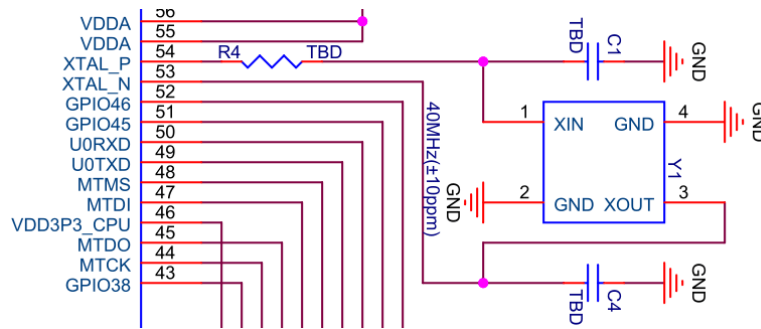 56
VDDA
55
VDDA
54
XTAL_P
R4
TBD
53
XTAL_N
52
GPIO46
51
GPIO45
50
U0RXD
49
U0TXD
48
MTMS
47
MTDI
46
VDD3P3_CPU
45
MTDO
44
MTCK
43
GPIO38
40MHz(±10ppm)
TBD
C1
GND
1
XIN
GND
4
GND
Y1
GND
2
GND
XOUT
3
TBD
C4
GND